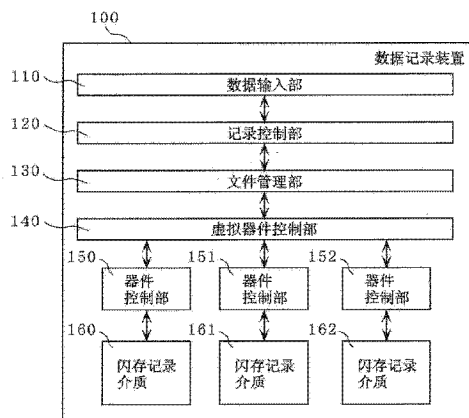 100
数据记录装置
110
数据输入部
120
记录控制部
130
文件管理部
140
虚拟器件控制部
150
151
152
器件
控制部
器件
控制部
器件
控制部
160
161
162
闪存记录
介质
闪存记录
介质
闪存记录
介质